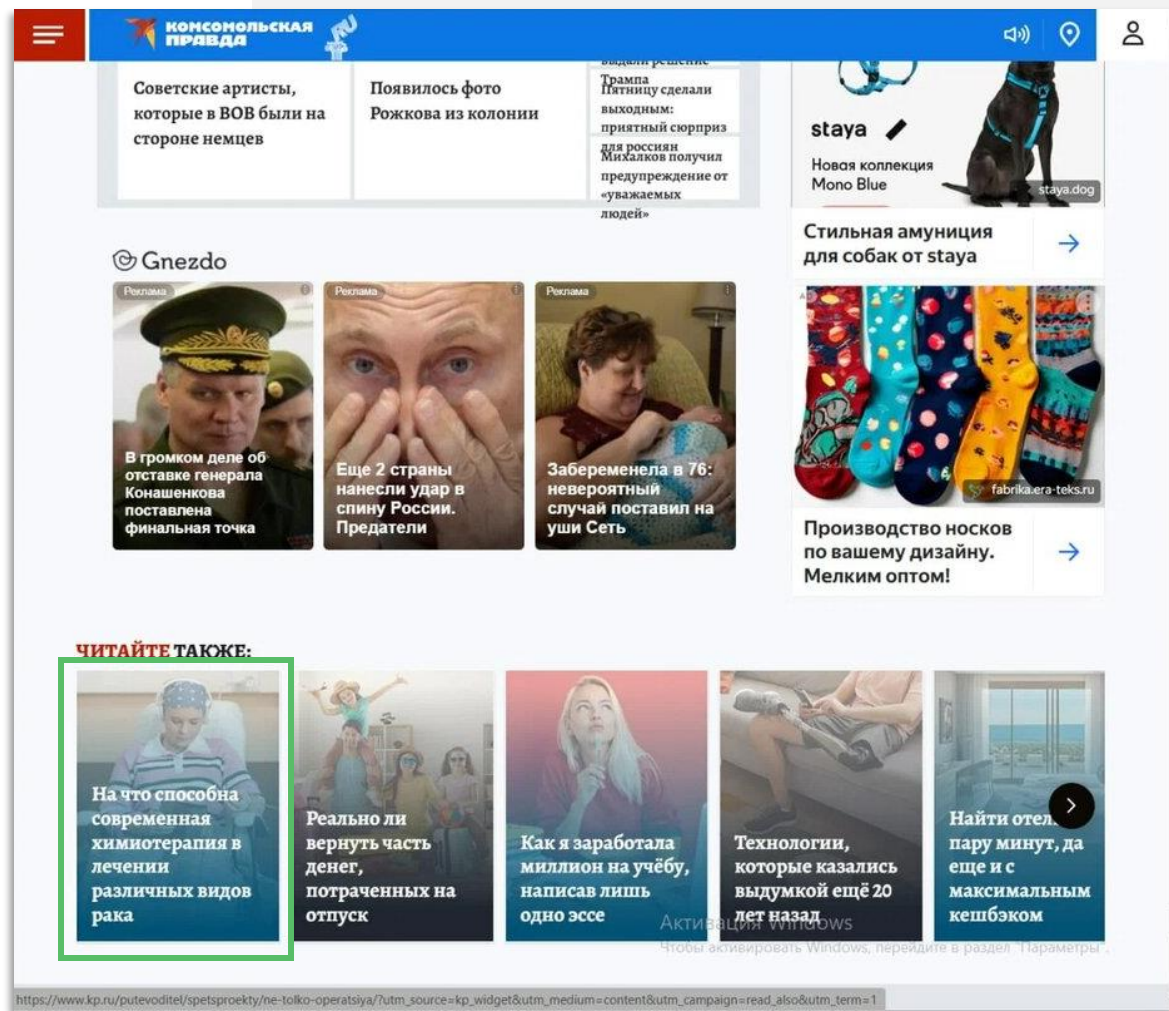 КОМСОМОЛЬСКАЯ
ПРАВДА
RU
Советские артисты,
которые в ВОВ были на
стороне немцев
Появилось фото
Рожкова из колонии
выдали решение
Трампа
Пятницу сделали
выходным:
приятный сюрприз
для россиян
Михалков получил
предупреждение от
«уважаемых
людей»
staya
Новая коллекция
Mono Blue
staya.dog
Стильная амуниция
для собак от staya
Gnezdo
Реклама
В громком деле об
отставке генерала
Конашенкова
поставлена
финальная точка
Реклама
Еще 2 страны
нанесли удар в
спину России.
Предатели
Реклама
Забеременела в 76:
невероятный
случай поставил на
уши Сеть
fabrika.era-teks.ru
Производство носков
по вашему дизайну.
Мелким оптом!
ЧИТАЙТЕ ТАКЖЕ:
На что способна
современная
химиотерапия в
лечении
различных видов
рака
Реально ли
вернуть часть
денег,
потраченных на
отпуск
Как я заработала
миллион на учёбу,
написав лишь
одно эссе
Технологии,
которые казались
выдумкой ещё 20
лет назад
Найти отел
пару минут, да
еще и с
максимальным
кешбэком
Активация Windows
Чтобы активировать Windows, перейдите в раздел "Параметры".
https://www.kp.ru/putevoditel/spetsproekty/ne-tolko-operatsiya/?utm_source=kp_widget&utm_medium=content&utm_campaign=read_also&utm_term=1